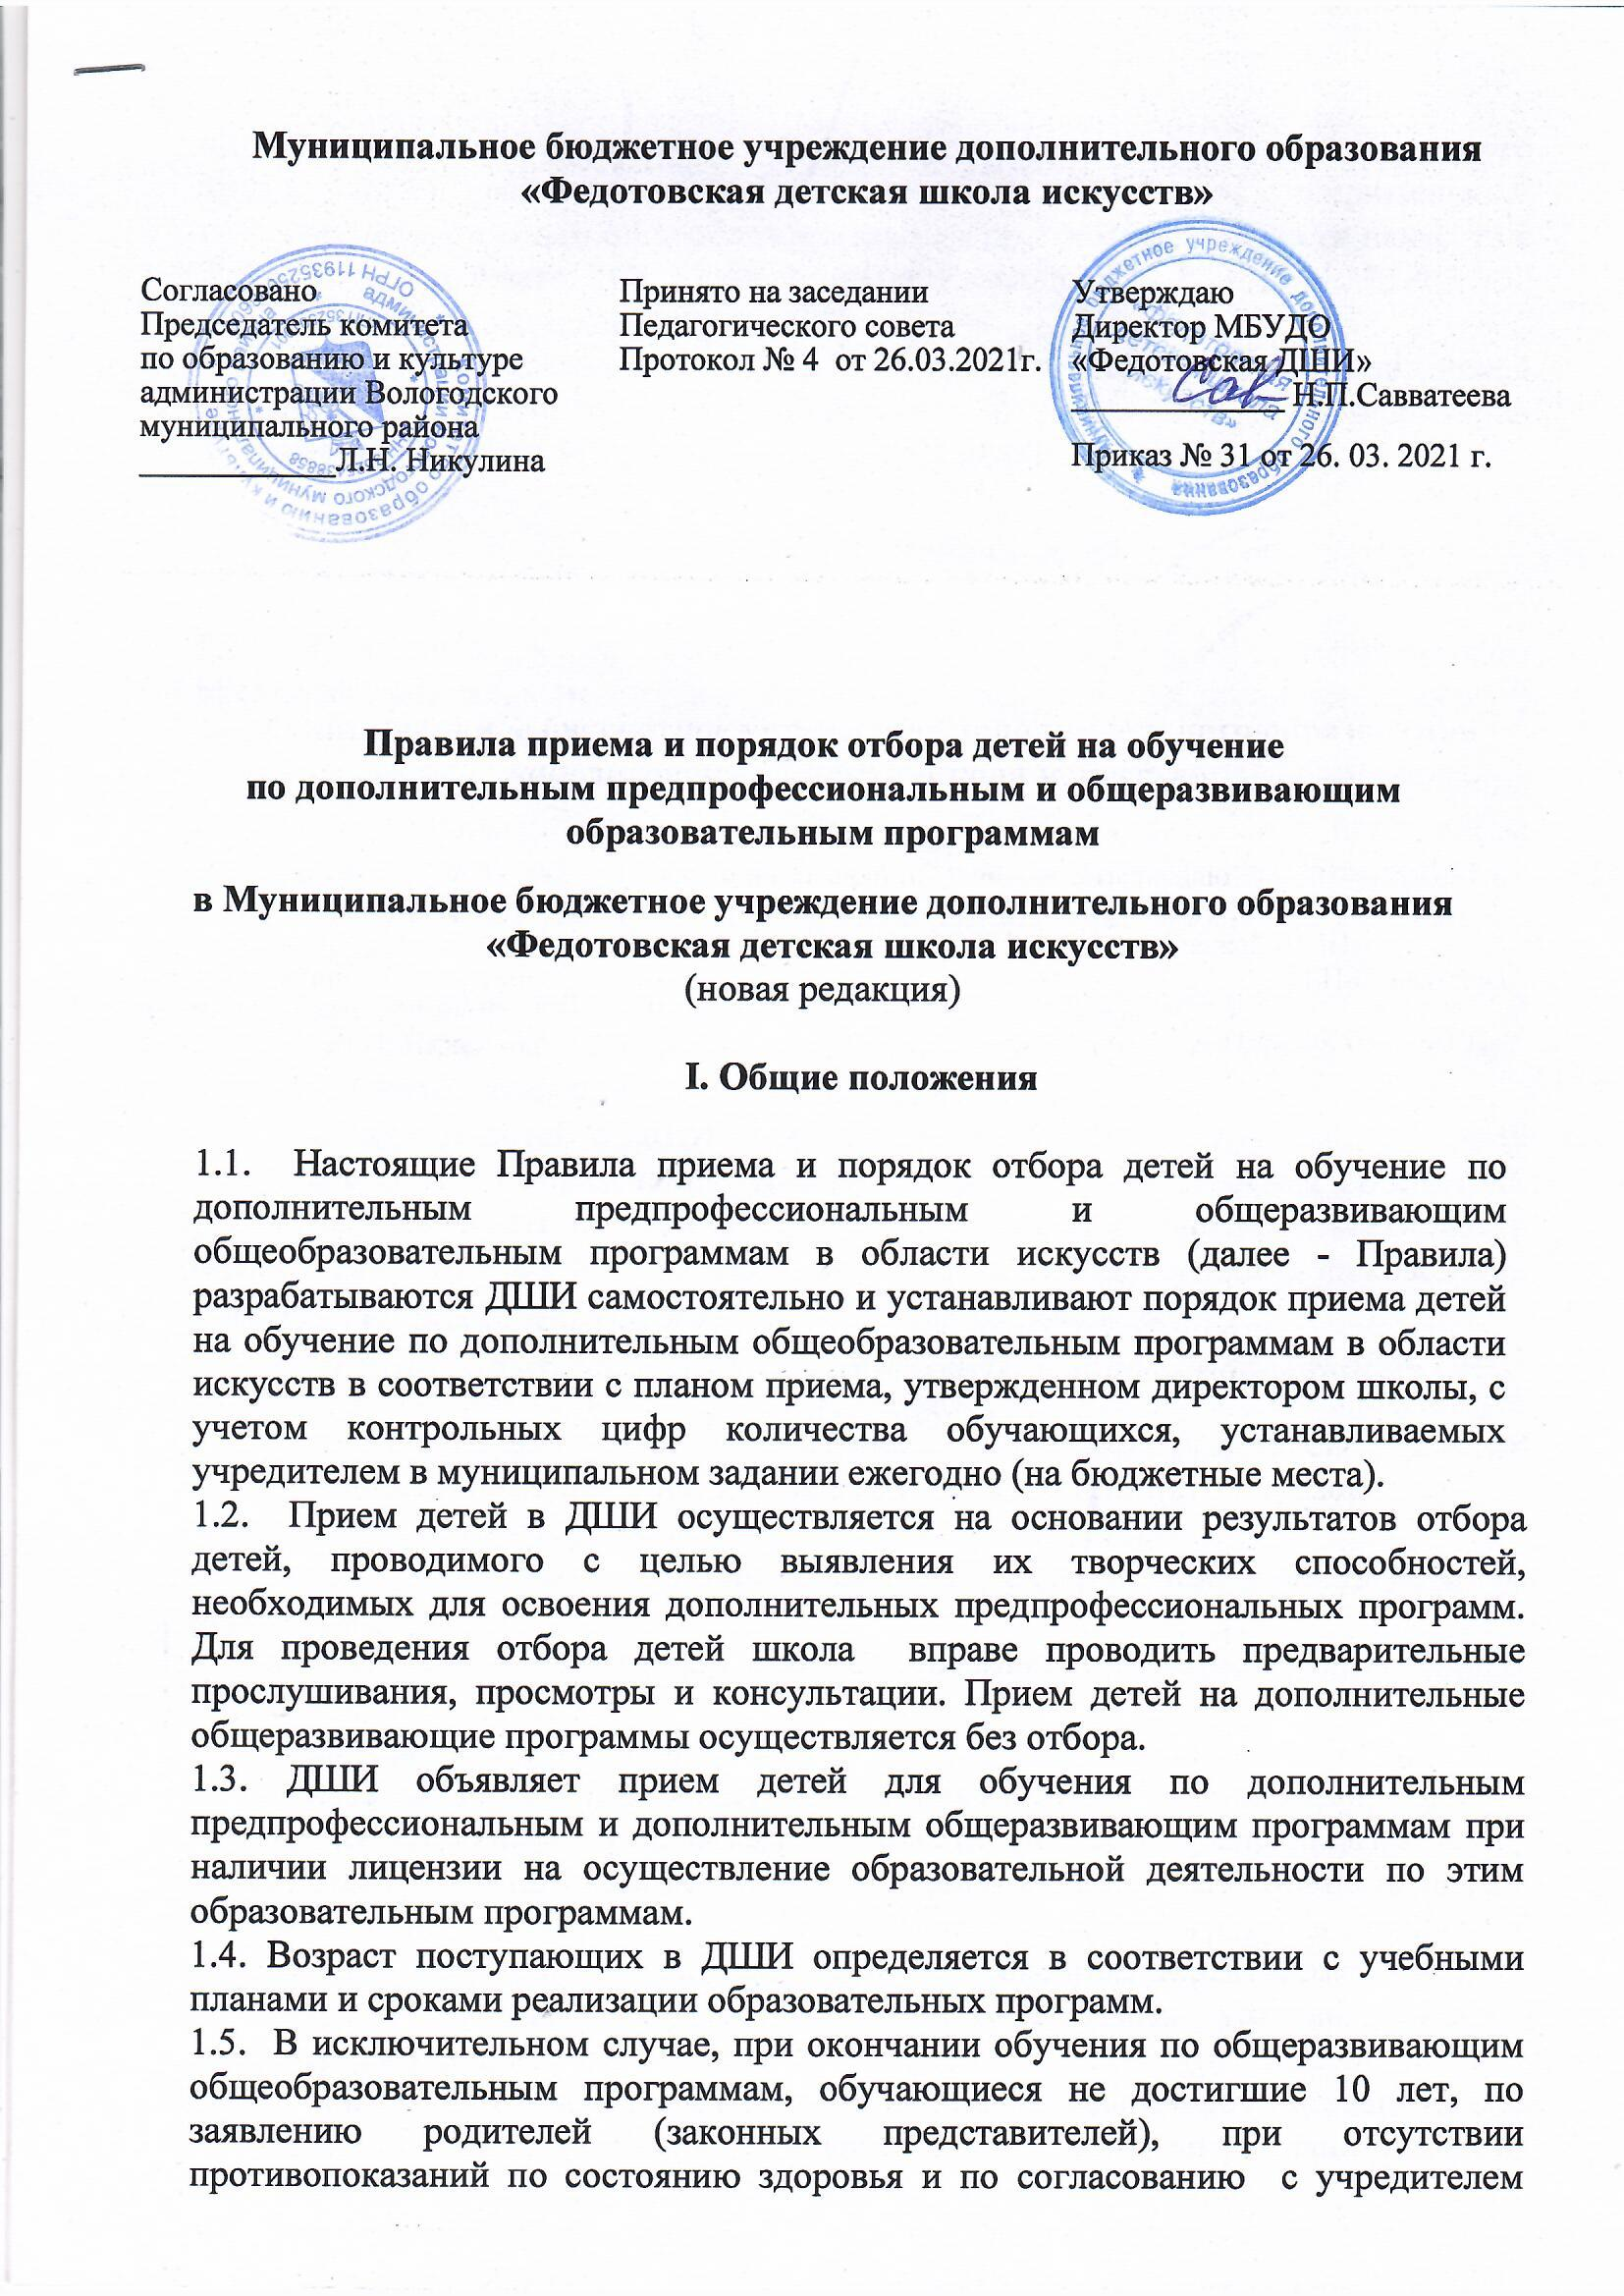 Муниципальное бюджетное учреждение дополнительного образования
«Федотовская детская школа искусств»
Согласовано
Председатель комитета
по образованию и культуре
администрации Вологодского
муниципального района
____________Л.Н. Никулина
Принято на заседании
Педагогического совета
Протокол № 4 от 26.03.2021г.
Утверждаю
Директор МБУДО
«Федотовская ДШИ»
_____________ Н.П.Савватеева
Приказ № 31 от 26. 03. 2021 г.
Правила приема и порядок отбора детей на обучение
по дополнительным предпрофессиональным и общеразвивающим
образовательным программам
в Муниципальное бюджетное учреждение дополнительного образования
«Федотовская детская школа искусств»
(новая редакция)
I. Общие положения
1.1. Настоящие Правила приема и порядок отбора детей на обучение по
дополнительным предпрофессиональным и общеразвивающим
общеобразовательным программам в области искусств (далее - Правила)
разрабатываются ДШИ самостоятельно и устанавливают порядок приема детей
на обучение по дополнительным общеобразовательным программам в области
искусств в соответствии с планом приема, утвержденном директором школы, с
учетом контрольных цифр количества обучающихся, устанавливаемых
учредителем в муниципальном задании ежегодно (на бюджетные места).
1.2. Прием детей в ДШИ осуществляется на основании результатов отбора
детей, проводимого с целью выявления их творческих способностей,
необходимых для освоения дополнительных предпрофессиональных программ.
Для проведения отбора детей школа вправе проводить предварительные
прослушивания, просмотры и консультации. Прием детей на дополнительные
общеразвивающие программы осуществляется без отбора.
1.3. ДШИ объявляет прием детей для обучения по дополнительным
предпрофессиональным и дополнительным общеразвивающим программам при
наличии лицензии на осуществление образовательной деятельности по этим
образовательным программам.
1.4. Возраст поступающих в ДШИ определяется в соответствии с учебными
планами и сроками реализации образовательных программ.
1.5. В исключительном случае, при окончании обучения по общеразвивающим
общеобразовательным программам, обучающиеся не достигшие 10 лет, по
заявлению родителей (законных представителей), при отсутствии
противопоказаний по состоянию здоровья и по согласованию с учредителем